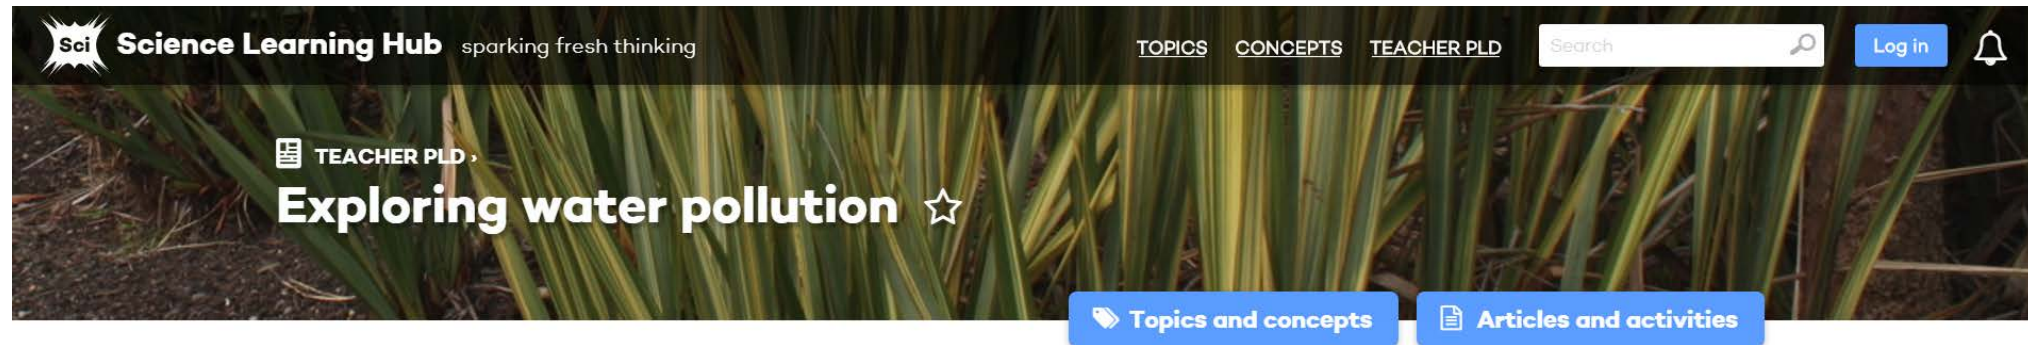 Sci Science Learning Hub sparking fresh thinking TOPICS CONCEPTS TEACHER PLD Search Log in
TEACHER PLD ›
Exploring water pollution
Topics and concepts Articles and activities